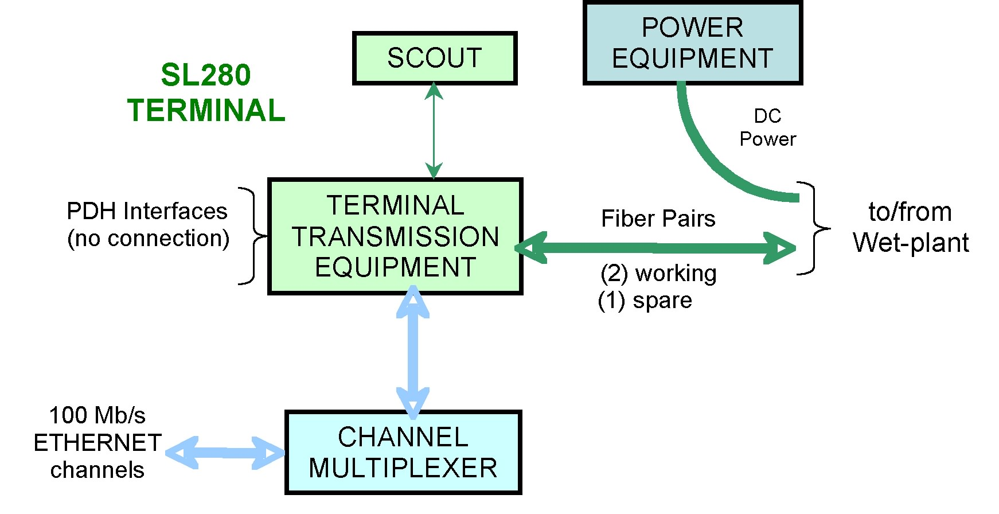 POWER
EQUIPMENT
SCOUT
SL280
TERMINAL
DC
Power
PDH Interfaces
(no connection)
TERMINAL
TRANSMISSION
EQUIPMENT
Fiber Pairs
(2) working
(1) spare
to/from
Wet-plant
100 Mb/s
ETHERNET
channels
CHANNEL
MULTIPLEXER